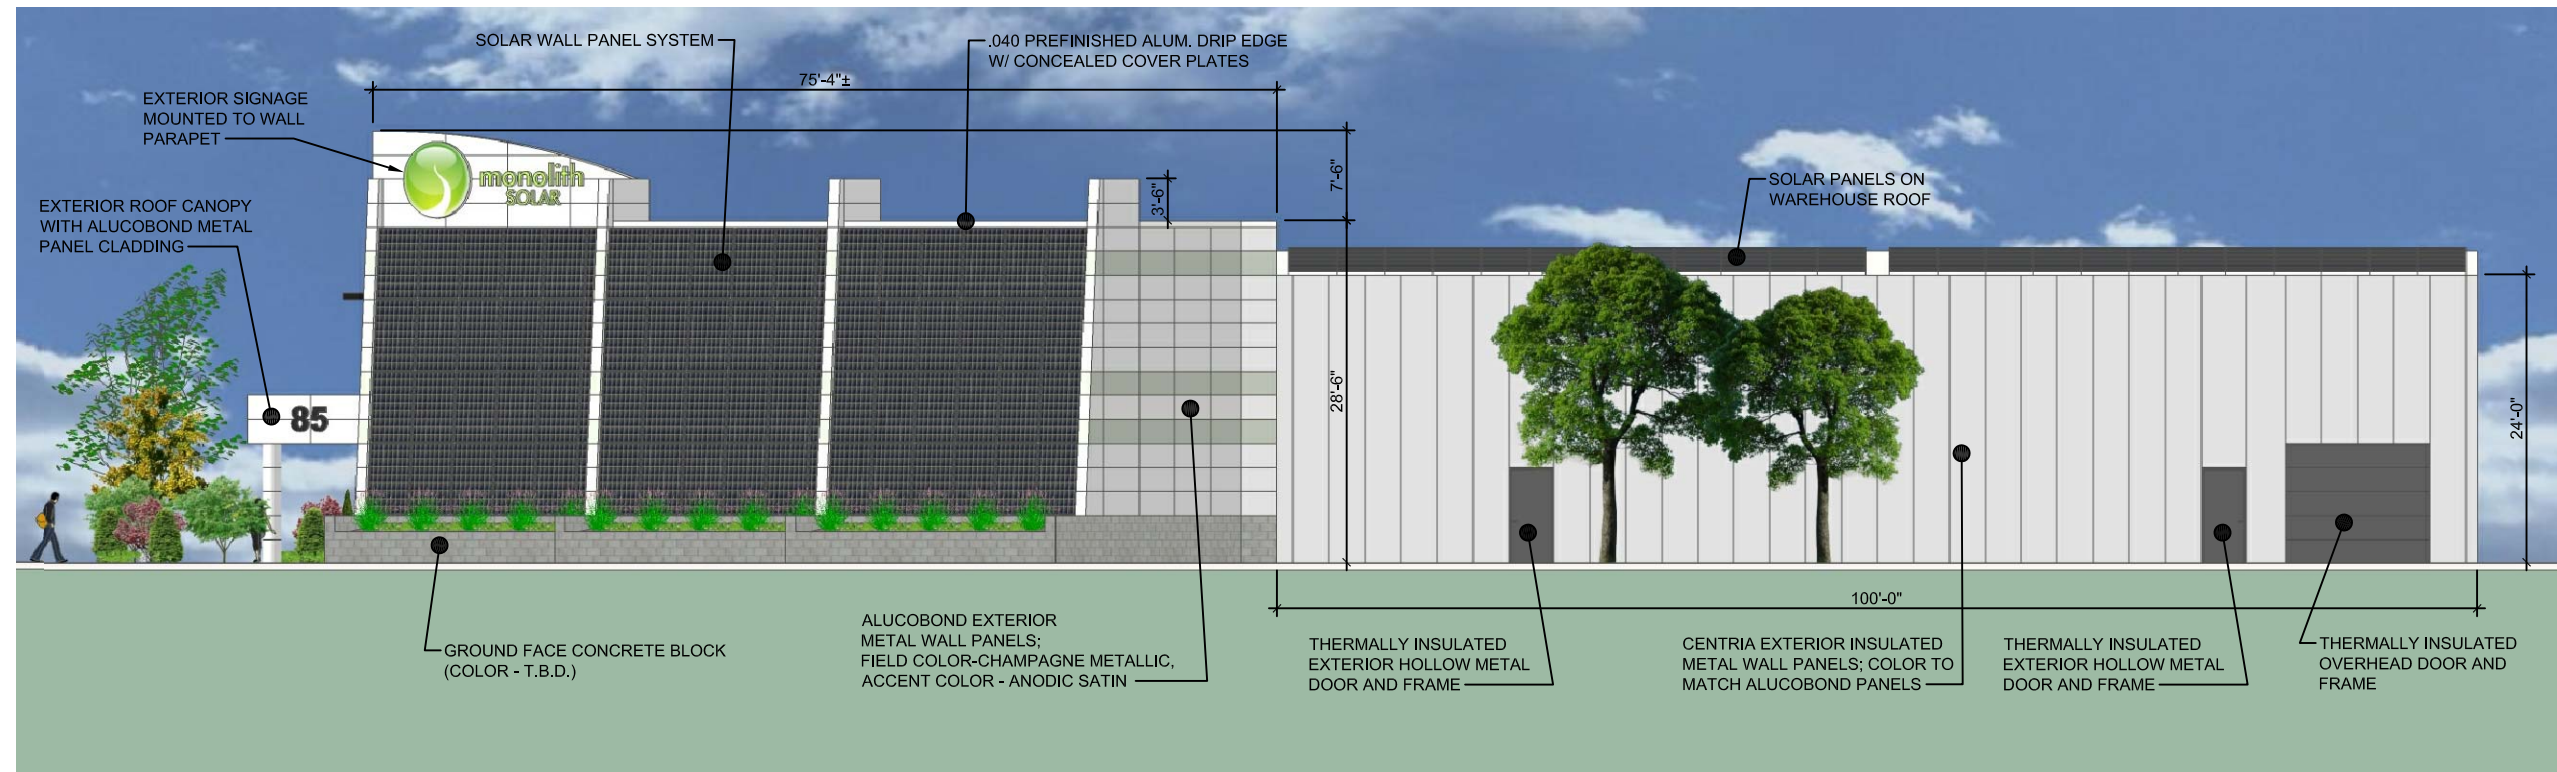 SOLAR WALL PANEL SYSTEM
.040 PREFINISHED ALUM. DRIP EDGE
W/ CONCEALED COVER PLATES
75'-4"±
EXTERIOR SIGNAGE
MOUNTED TO WALL
PARAPET
monolith
SOLAR
7'-6"
3'-6"
SOLAR PANELS ON
WAREHOUSE ROOF
EXTERIOR ROOF CANOPY
WITH ALUCOBOND METAL
PANEL CLADDING
85
28'-6"
24'-0"
100'-0"
GROUND FACE CONCRETE BLOCK
(COLOR - T.B.D.)
ALUCOBOND EXTERIOR
METAL WALL PANELS;
FIELD COLOR-CHAMPAGNE METALLIC,
ACCENT COLOR - ANODIC SATIN
THERMALLY INSULATED
EXTERIOR HOLLOW METAL
DOOR AND FRAME
CENTRIA EXTERIOR INSULATED
METAL WALL PANELS; COLOR TO
MATCH ALUCOBOND PANELS
THERMALLY INSULATED
EXTERIOR HOLLOW METAL
DOOR AND FRAME
THERMALLY INSULATED
OVERHEAD DOOR AND
FRAME